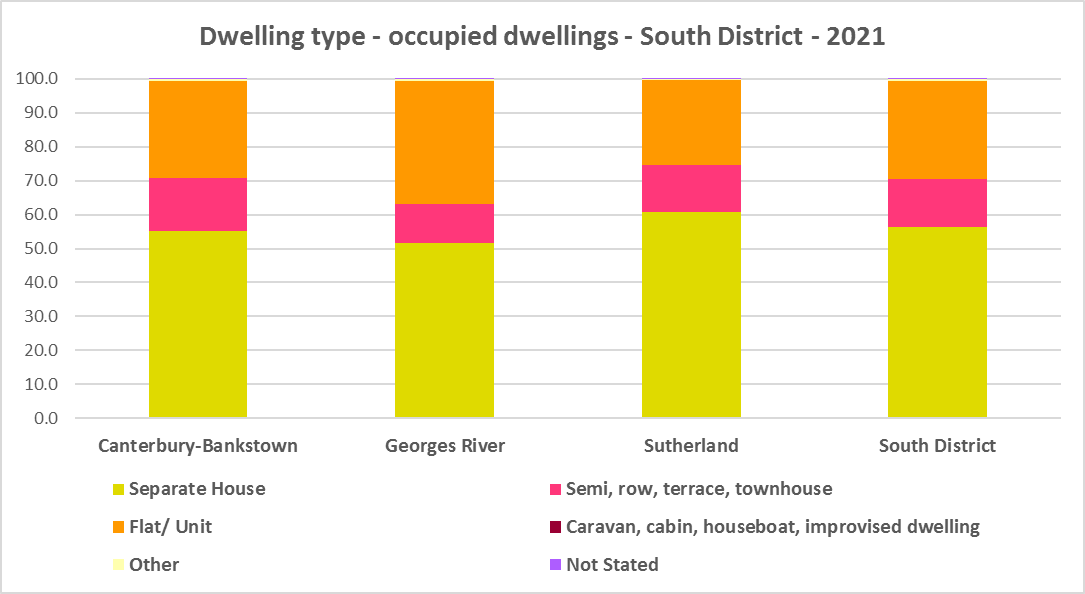 Dwelling type - occupied dwellings - South District - 2021
100.0
90.0
80.0
70.0
60.0
50.0
40.0
30.0
20.0
10.0
0.0
Canterbury-Bankstown Georges River Sutherland South District
Separate House Semi, row, terrace, townhouse
Flat/ Unit Caravan, cabin, houseboat, improvised dwelling
Other Not Stated